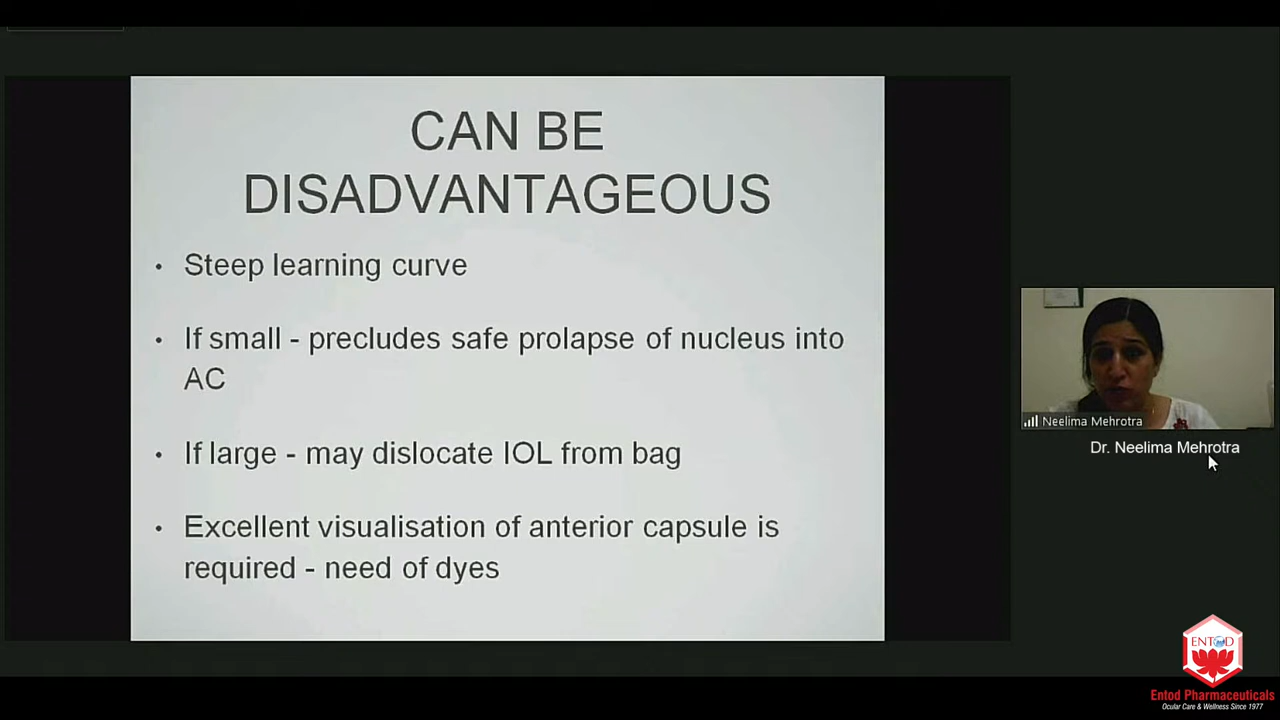 CAN BE
DISADVANTAGEOUS
• Steep learning curve
• If small - precludes safe prolapse of nucleus into
AC
• If large - may dislocate IOL from bag
• Excellent visualisation of anterior capsule is
required - need of dyes
Neelima Mehrotra
Dr. Neelima Mehrotra
ENTOD
Entod Pharmaceuticals
Ocular Care & Wellness Since 1977